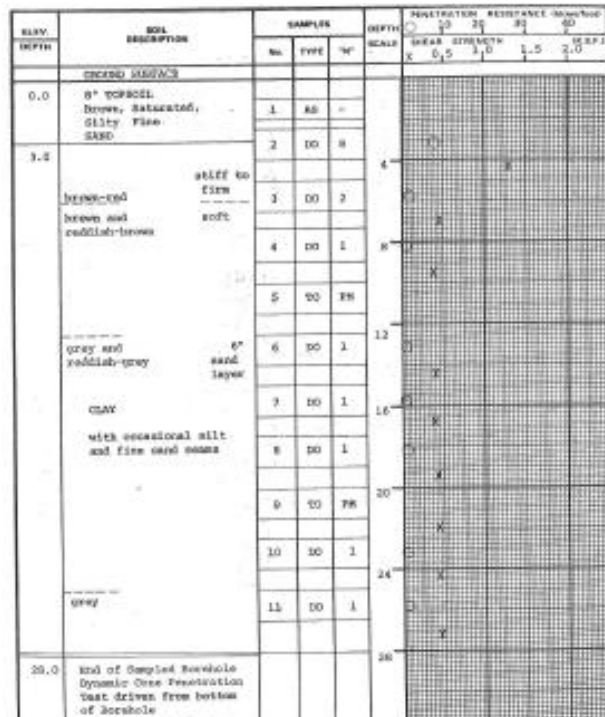 ELEV.
DEPTH
SOIL
DESCRIPTION
SAMPLES
No. TYPE "N"
DEPTH
SCALE
PENETRATION RESISTANCE
10 20
SHEAR STRENGTH
X 0.5 1.0 1.5 2.0
GROUND SURFACE
0.0
8" TOPSOIL
Brown, Saturated,
Silty Fine
SAND
3.0
stiff to
firm
brown-red
brown and soft
reddish-brown
grey and 6"
reddish-grey sand
layer
CLAY
with occasional silt
and fine sand seams
grey
28.0
End of Sampled Borehole
Dynamic Cone Penetration
Test driven from bottom
of Borehole
1 AS -
2 DO 8
3 DO 2
4 DO 1
5 TO PH
6 DO 1
7 DO 1
8 DO 1
9 TO PH
10 DO 1
11 DO 1
4
8
12
16
20
24
28